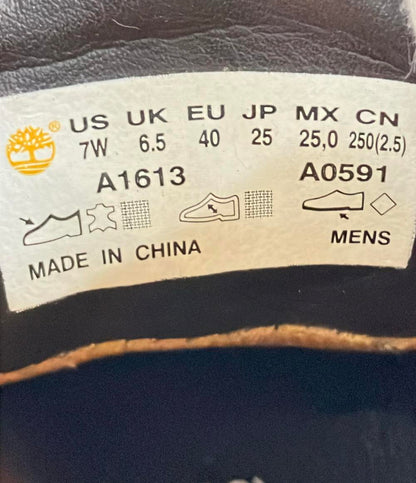 ® US UK EU JP MX CN
7W 6.5 40 25 25,0 250(2.5)
A1613 A0591
MENS
MADE IN CHINA